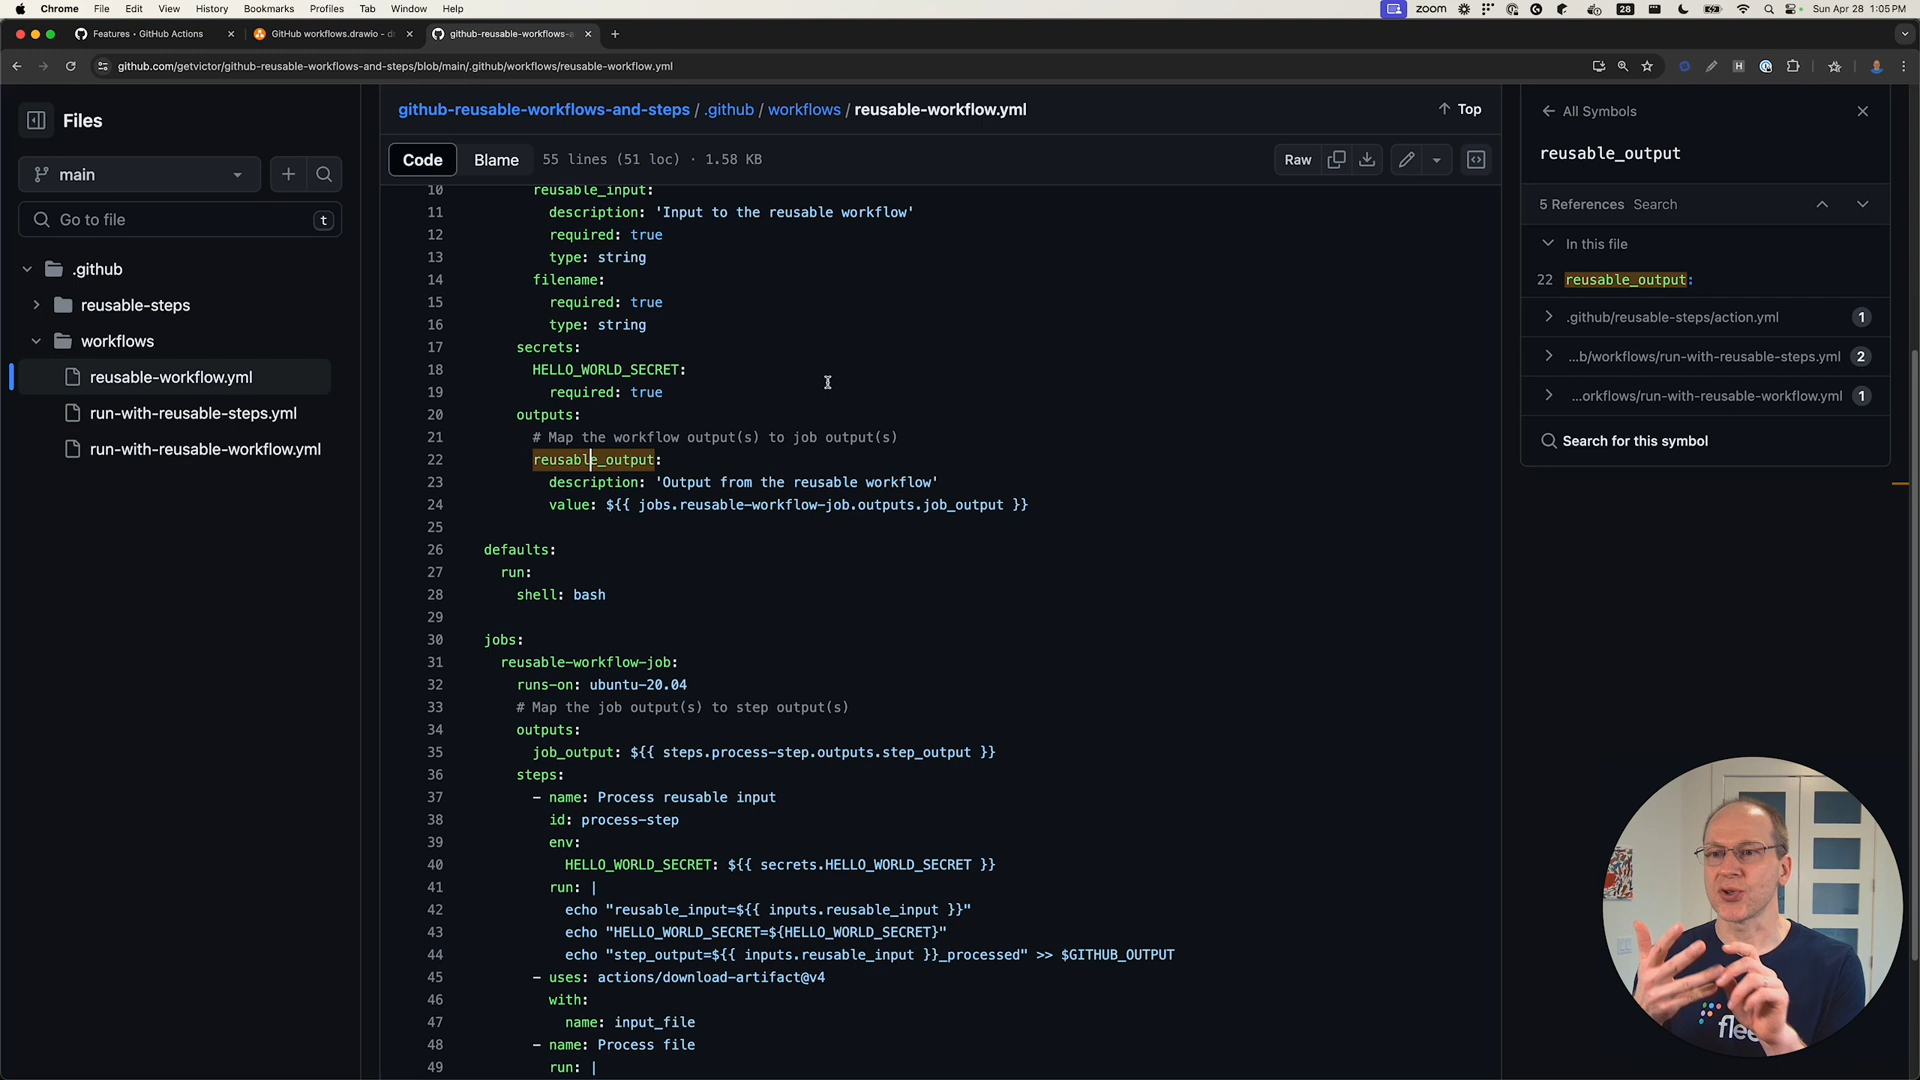 Chrome File Edit View History Bookmarks Profiles Tab Window Help
zoom 28 Sun Apr 28 1:05 PM
Features • GitHub Actions
GitHub workflows.drawio - d
github-reusable-workflows-a
github.com/getvictor/github-reusable-workflows-and-steps/blob/main/.github/workflows/reusable-workflow.yml
Files
main
Go to file
t
.github
reusable-steps
workflows
reusable-workflow.yml
run-with-reusable-steps.yml
run-with-reusable-workflow.yml
github-reusable-workflows-and-steps / .github / workflows / reusable-workflow.yml
Top
Code Blame 55 lines (51 loc) · 1.58 KB
Raw
10 reusable_input:
11 description: 'Input to the reusable workflow'
12 required: true
13 type: string
14 filename:
15 required: true
16 type: string
17 secrets:
18 HELLO_WORLD_SECRET:
19 required: true
20 outputs:
21 # Map the workflow output(s) to job output(s)
22 reusable_output:
23 description: 'Output from the reusable workflow'
24 value: ${{ jobs.reusable-workflow-job.outputs.job_output }}
25
26 defaults:
27 run:
28 shell: bash
29
30 jobs:
31 reusable-workflow-job:
32 runs-on: ubuntu-20.04
33 # Map the job output(s) to step output(s)
34 outputs:
35 job_output: ${{ steps.process-step.outputs.step_output }}
36 steps:
37 - name: Process reusable input
38 id: process-step
39 env:
40 HELLO_WORLD_SECRET: ${{ secrets.HELLO_WORLD_SECRET }}
41 run: |
42 echo "reusable_input=${{ inputs.reusable_input }}"
43 echo "HELLO_WORLD_SECRET=${HELLO_WORLD_SECRET}"
44 echo "step_output=${{ inputs.reusable_input }}_processed" >> $GITHUB_OUTPUT
45 - uses: actions/download-artifact@v4
46 with:
47 name: input_file
48 - name: Process file
49 run: |
All Symbols
reusable_output
5 References Search
In this file
22 reusable_output:
.github/reusable-steps/action.yml 1
...b/workflows/run-with-reusable-steps.yml 2
...orkflows/run-with-reusable-workflow.yml 1
Search for this symbol
flee